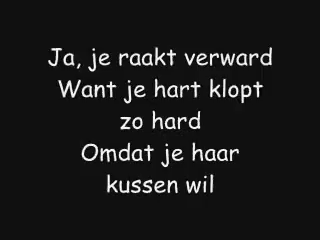 Ja, je raakt verward
Want je hart klopt
zo hard
Omdat je haar
kussen wil